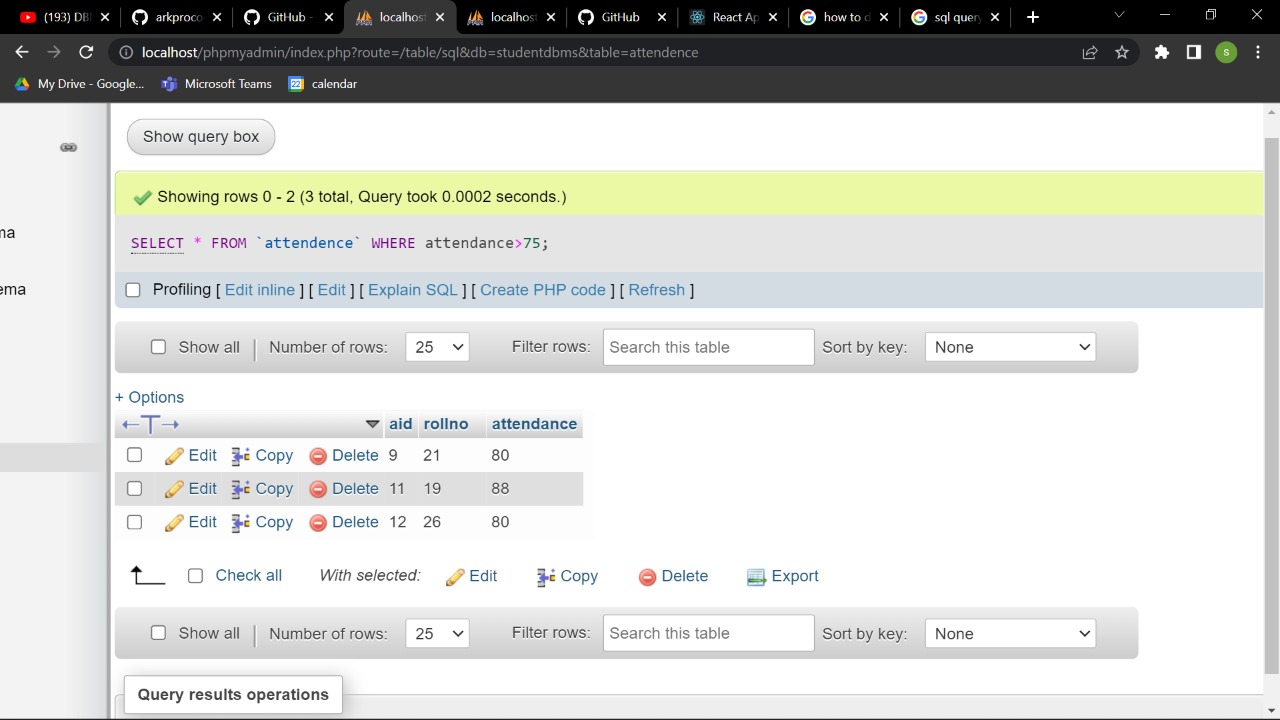 (193) DB
arkproco
GitHub -
localhost
localhost
GitHub
React Ap
how to d
sql query
localhost/phpmyadmin/index.php?route=/table/sql&db=studentdbms&table=attendence
S
My Drive - Google...
Microsoft Teams
22
calendar
Show query box
ma
ema
Showing rows 0 - 2 (3 total, Query took 0.0002 seconds.)
SELECT * FROM `attendence` WHERE attendance>75;
Profiling [ Edit inline ] [ Edit ] [ Explain SQL ] [ Create PHP code ] [ Refresh ]
Show all | Number of rows: 25 Filter rows: Search this table Sort by key: None
+ Options
←T→ aid rollno attendance
Edit Copy Delete 9 21 80
Edit Copy Delete 11 19 88
Edit Copy Delete 12 26 80
Check all With selected: Edit Copy Delete Export
Show all | Number of rows: 25 Filter rows: Search this table Sort by key: None
Query results operations